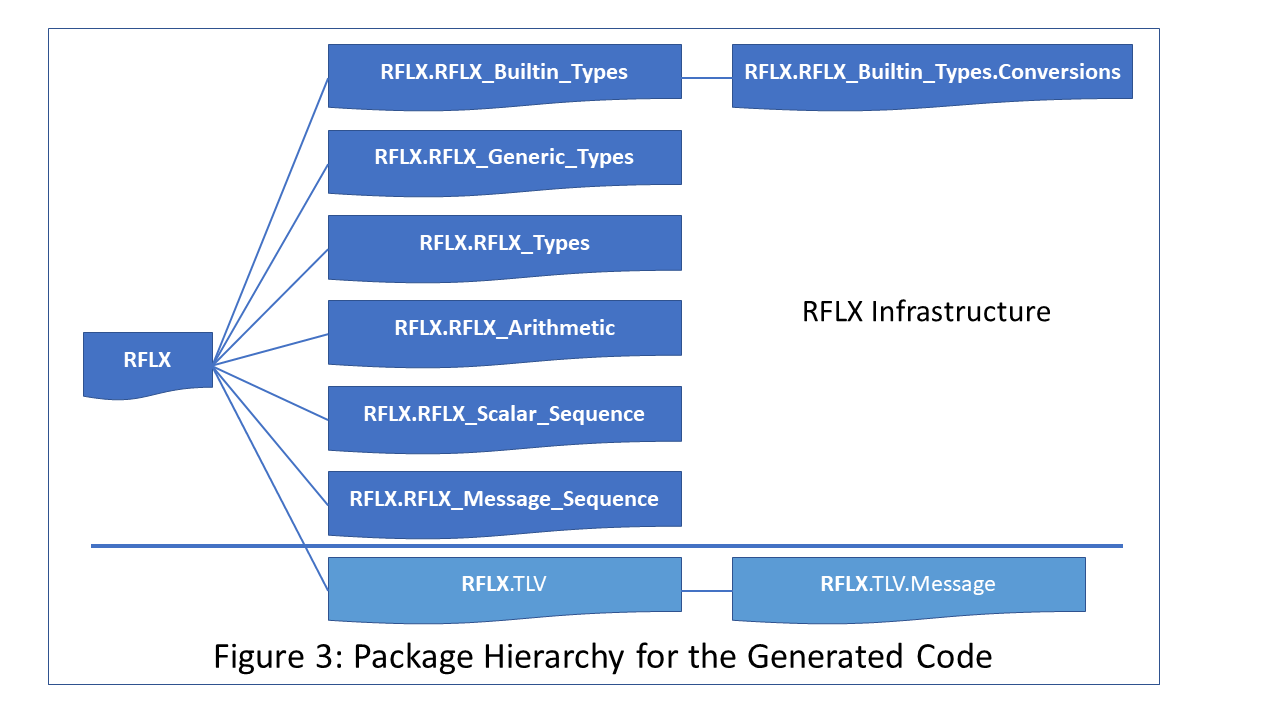 RFLX.RFLX_Builtin_Types
RFLX.RFLX_Builtin_Types.Conversions
RFLX.RFLX_Generic_Types
RFLX.RFLX_Types
RFLX Infrastructure
RFLX.RFLX_Arithmetic
RFLX
RFLX.RFLX_Scalar_Sequence
RFLX.RFLX_Message_Sequence
RFLX.TLV
RFLX.TLV.Message
Figure 3: Package Hierarchy for the Generated Code